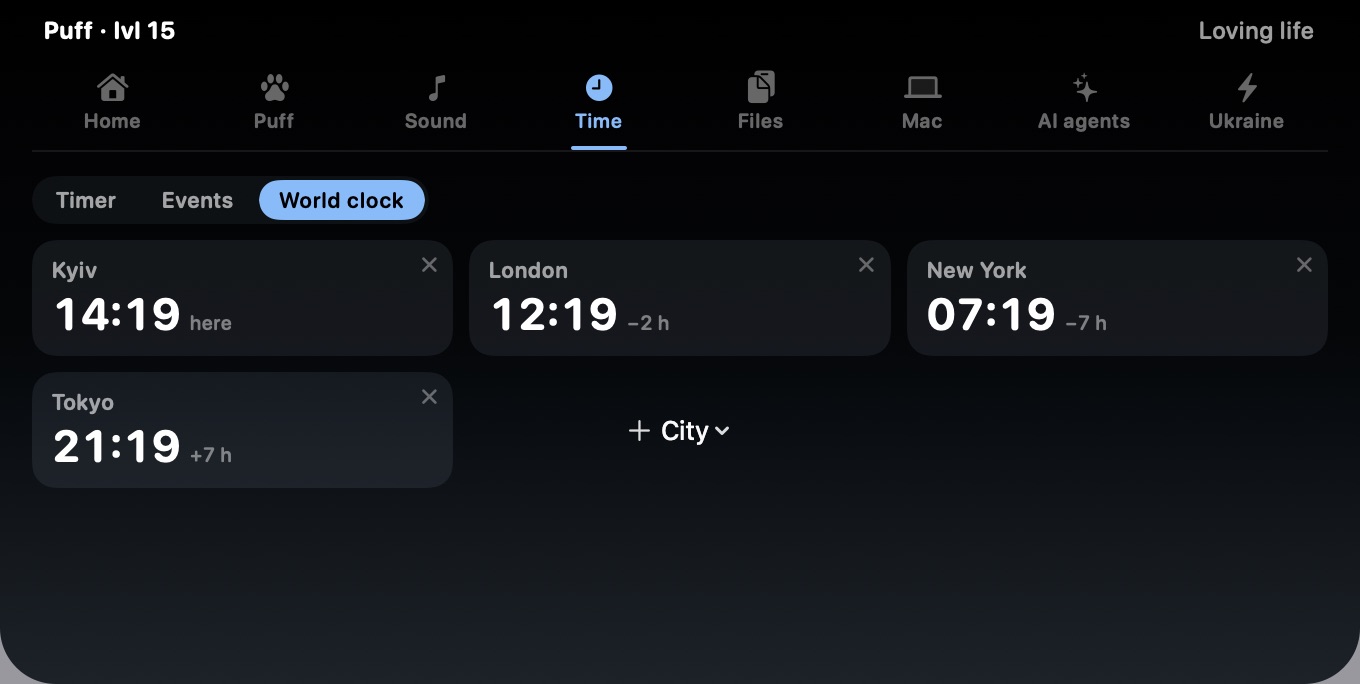 Puff · lvl 15
Loving life
Home
Puff
Sound
Time
Files
Mac
AI agents
Ukraine
Timer
Events
World clock
Kyiv
14:19 here
London
12:19 −2 h
New York
07:19 −7 h
Tokyo
21:19 +7 h
+ City